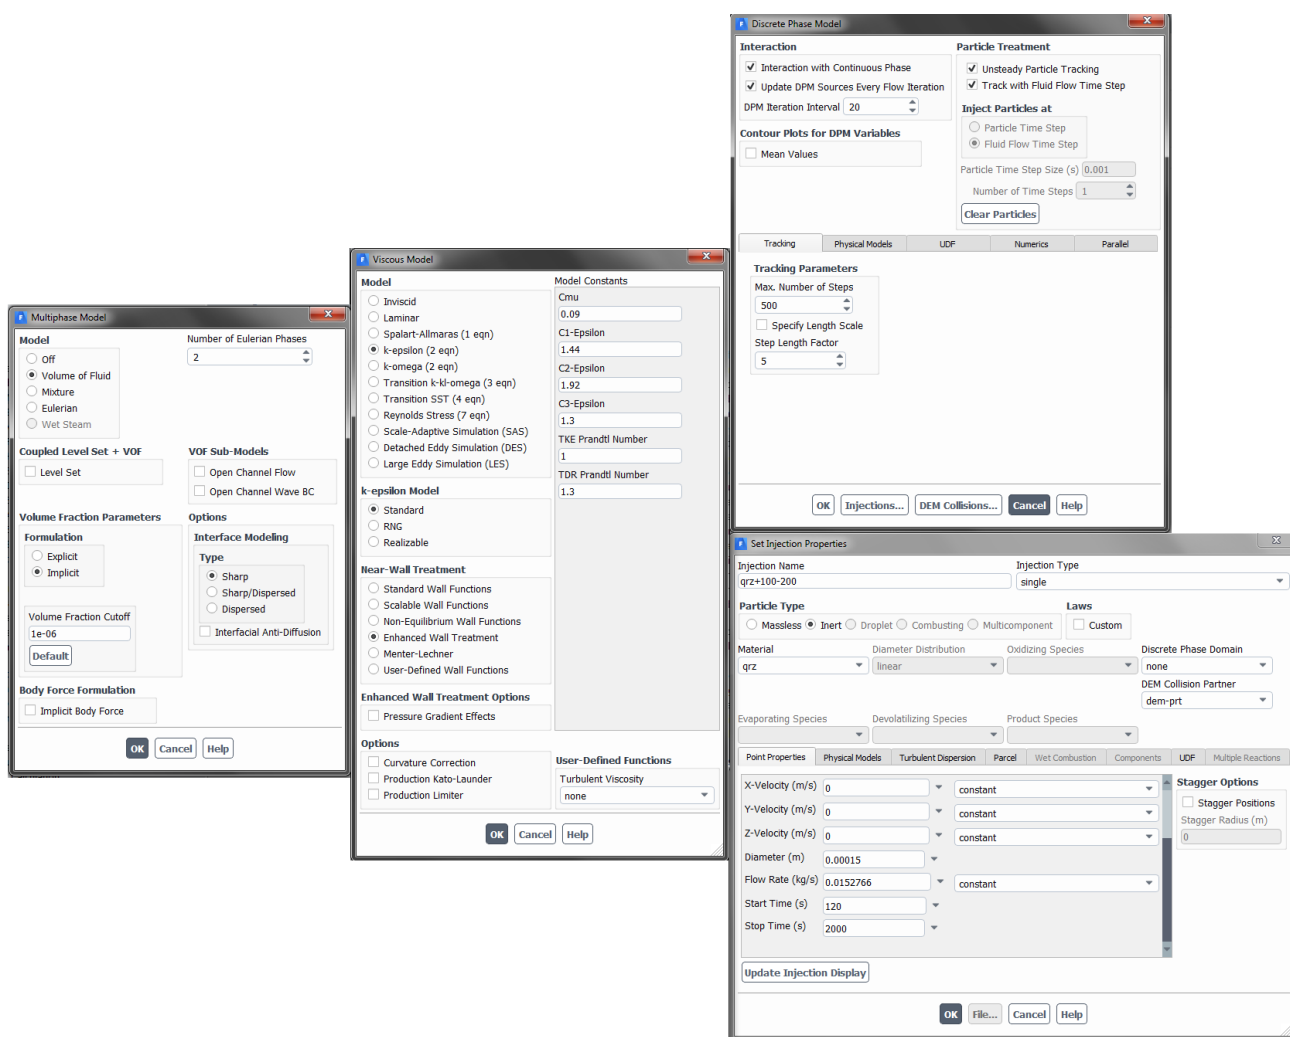 Multiphase Model
Model
Off
Volume of Fluid
Mixture
Eulerian
Wet Steam
Number of Eulerian Phases
2
Coupled Level Set + VOF
Level Set
VOF Sub-Models
Open Channel Flow
Open Channel Wave BC
Volume Fraction Parameters
Formulation
Explicit
Implicit
Volume Fraction Cutoff
1e-06
Default
Options
Interface Modeling
Type
Sharp
Sharp/Dispersed
Dispersed
Interfacial Anti-Diffusion
Body Force Formulation
Implicit Body Force
OK Cancel Help
Viscous Model
Model
Inviscid
Laminar
Spalart-Allmaras (1 eqn)
k-epsilon (2 eqn)
k-omega (2 eqn)
Transition k-kl-omega (3 eqn)
Transition SST (4 eqn)
Reynolds Stress (7 eqn)
Scale-Adaptive Simulation (SAS)
Detached Eddy Simulation (DES)
Large Eddy Simulation (LES)
k-epsilon Model
Standard
RNG
Realizable
Near-Wall Treatment
Standard Wall Functions
Scalable Wall Functions
Non-Equilibrium Wall Functions
Enhanced Wall Treatment
Menter-Lechner
User-Defined Wall Functions
Enhanced Wall Treatment Options
Pressure Gradient Effects
Options
Curvature Correction
Production Kato-Launder
Production Limiter
Model Constants
Cmu
0.09
C1-Epsilon
1.44
C2-Epsilon
1.92
C3-Epsilon
1.3
TKE Prandtl Number
1
TDR Prandtl Number
1.3
User-Defined Functions
Turbulent Viscosity
none
OK Cancel Help
Discrete Phase Model
Interaction
Interaction with Continuous Phase
Update DPM Sources Every Flow Iteration
DPM Iteration Interval 20
Contour Plots for DPM Variables
Mean Values
Particle Treatment
Unsteady Particle Tracking
Track with Fluid Flow Time Step
Inject Particles at
Particle Time Step
Fluid Flow Time Step
Particle Time Step Size (s) 0.001
Number of Time Steps 1
Clear Particles
Tracking Physical Models UDF Numerics Parallel
Tracking Parameters
Max. Number of Steps
500
Specify Length Scale
Step Length Factor
5
OK Injections... DEM Collisions... Cancel Help
Set Injection Properties
Injection Name
qrz+100-200
Injection Type
single
Particle Type
Massless Inert Droplet Combusting Multicomponent
Laws
Custom
Material
qrz
Diameter Distribution
linear
Oxidizing Species
Discrete Phase Domain
none
DEM Collision Partner
dem-prt
Evaporating Species Devolatilizing Species Product Species
Point Properties Physical Models Turbulent Dispersion Parcel Wet Combustion Components UDF Multiple Reactions
X-Velocity (m/s) 0 constant
Y-Velocity (m/s) 0 constant
Z-Velocity (m/s) 0 constant
Diameter (m) 0.00015
Flow Rate (kg/s) 0.0152766 constant
Start Time (s) 120
Stop Time (s) 2000
Stagger Options
Stagger Positions
Stagger Radius (m)
0
Update Injection Display
OK File... Cancel Help